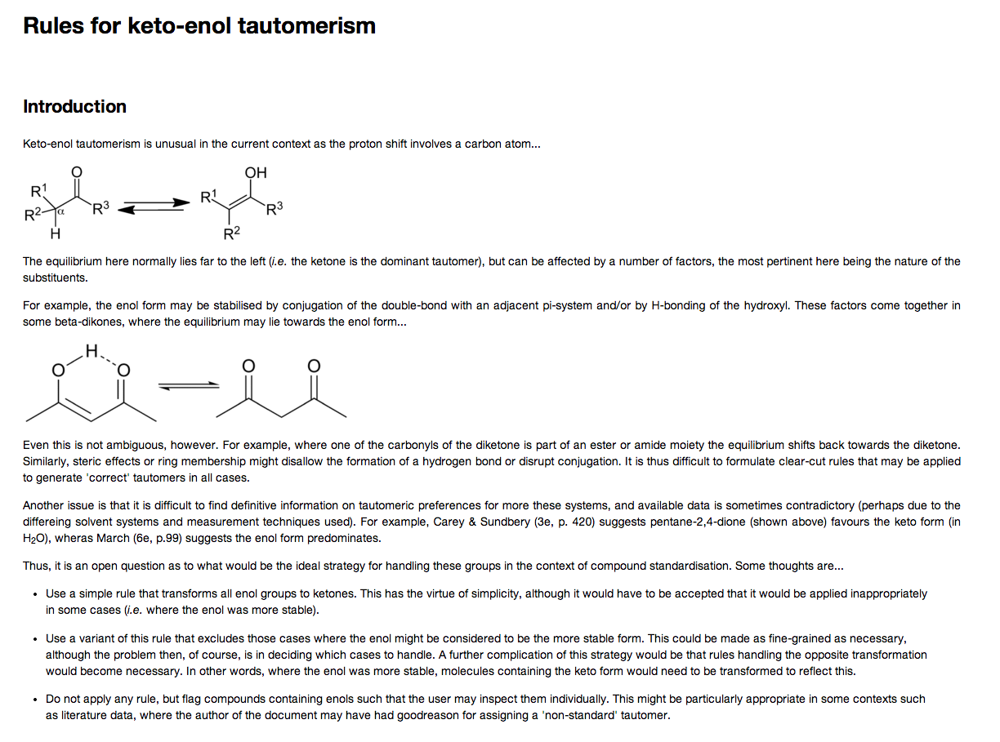 Rules for keto-enol tautomerism
Introduction
Keto-enol tautomerism is unusual in the current context as the proton shift involves a carbon atom...
O
R1
R2
α
R3
H
OH
R1
R3
R2
The equilibrium here normally lies far to the left (i.e. the ketone is the dominant tautomer), but can be affected by a number of factors, the most pertinent here being the nature of the
substituents.
For example, the enol form may be stabilised by conjugation of the double-bond with an adjacent pi-system and/or by H-bonding of the hydroxyl. These factors come together in
some beta-dikones, where the equilibrium may lie towards the enol form...
H
O
O
O
O
Even this is not ambiguous, however. For example, where one of the carbonyls of the diketone is part of an ester or amide moiety the equilibrium shifts back towards the diketone.
Similarly, steric effects or ring membership might disallow the formation of a hydrogen bond or disrupt conjugation. It is thus difficult to formulate clear-cut rules that may be applied
to generate 'correct' tautomers in all cases.
Another issue is that it is difficult to find definitive information on tautomeric preferences for more these systems, and available data is sometimes contradictory (perhaps due to the
differeing solvent systems and measurement techniques used). For example, Carey & Sundbery (3e, p. 420) suggests pentane-2,4-dione (shown above) favours the keto form (in
H2O), wheras March (6e, p.99) suggests the enol form predominates.
Thus, it is an open question as to what would be the ideal strategy for handling these groups in the context of compound standardisation. Some thoughts are...
• Use a simple rule that transforms all enol groups to ketones. This has the virtue of simplicity, although it would have to be accepted that it would be applied inappropriately
in some cases (i.e. where the enol was more stable).
• Use a variant of this rule that excludes those cases where the enol might be considered to be the more stable form. This could be made as fine-grained as necessary,
although the problem then, of course, is in deciding which cases to handle. A further complication of this strategy would be that rules handling the opposite transformation
would become necessary. In other words, where the enol was more stable, molecules containing the keto form would need to be transformed to reflect this.
• Do not apply any rule, but flag compounds containing enols such that the user may inspect them individually. This might be particularly appropriate in some contexts such
as literature data, where the author of the document may have had goodreason for assigning a 'non-standard' tautomer.